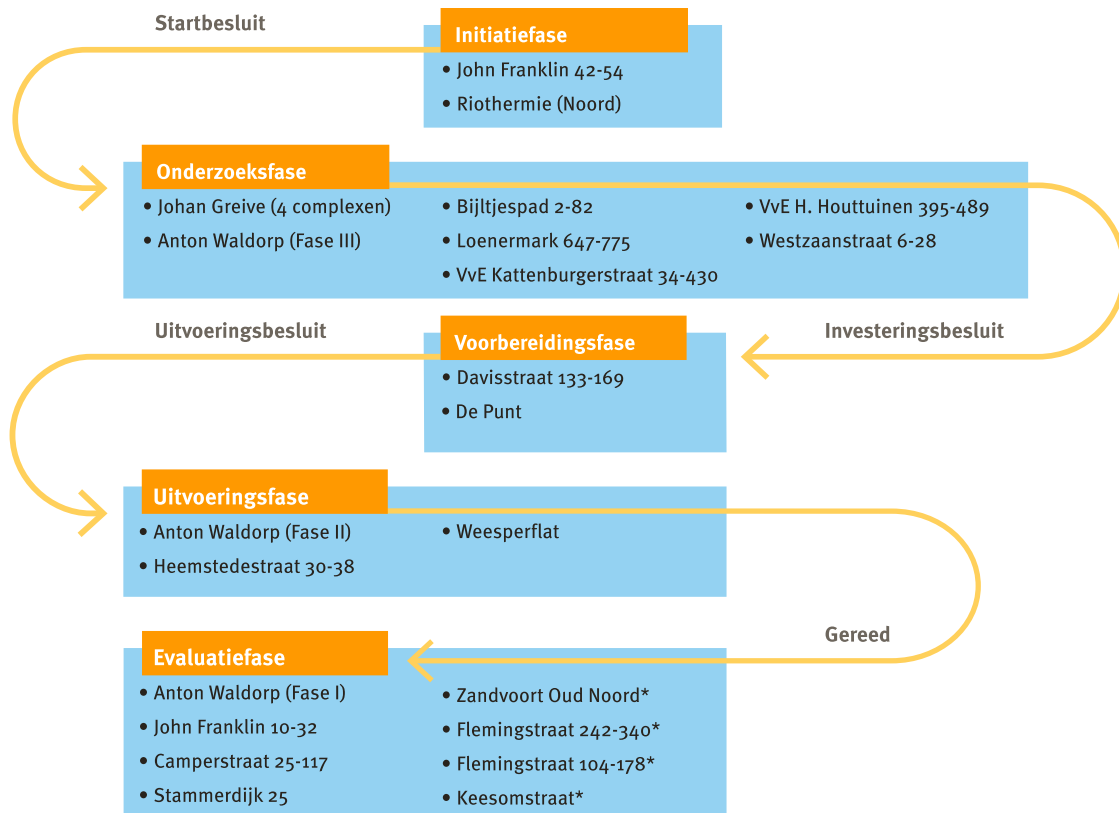 Startbesluit
Initiatiefase
• John Franklin 42-54
• Riothermie (Noord)
Onderzoeksfase
• Johan Greive (4 complexen)
• Anton Waldorp (Fase III)
• Bijltjespad 2-82
• Loenermark 647-775
• VvE Kattenburgerstraat 34-430
• VvE H. Houttuinen 395-489
• Westzaanstraat 6-28
Uitvoeringsbesluit
Voorbereidingsfase
Investeringsbesluit
• Davisstraat 133-169
• De Punt
Uitvoeringsfase
• Anton Waldorp (Fase II)
• Heemstedestraat 30-38
• Weesperflat
Gereed
Evaluatiefase
• Anton Waldorp (Fase I)
• John Franklin 10-32
• Camperstraat 25-117
• Stammerdijk 25
• Zandvoort Oud Noord*
• Flemingstraat 242-340*
• Flemingstraat 104-178*
• Keesomstraat*